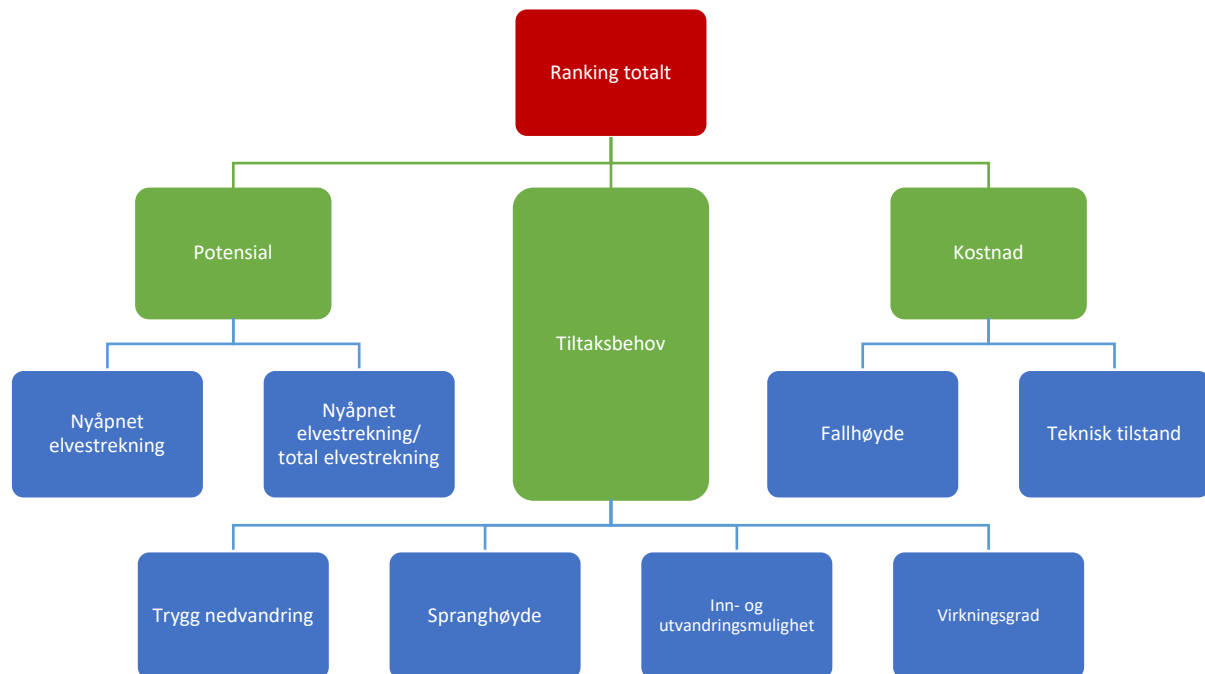 Ranking totalt
Potensial
Tiltaksbehov
Kostnad
Nyåpnet
elvestrekning
Nyåpnet
elvestrekning/
total elvestrekning
Fallhøyde
Teknisk tilstand
Trygg nedvandring
Spranghøyde
Inn- og
utvandringsmulighet
Virkningsgrad